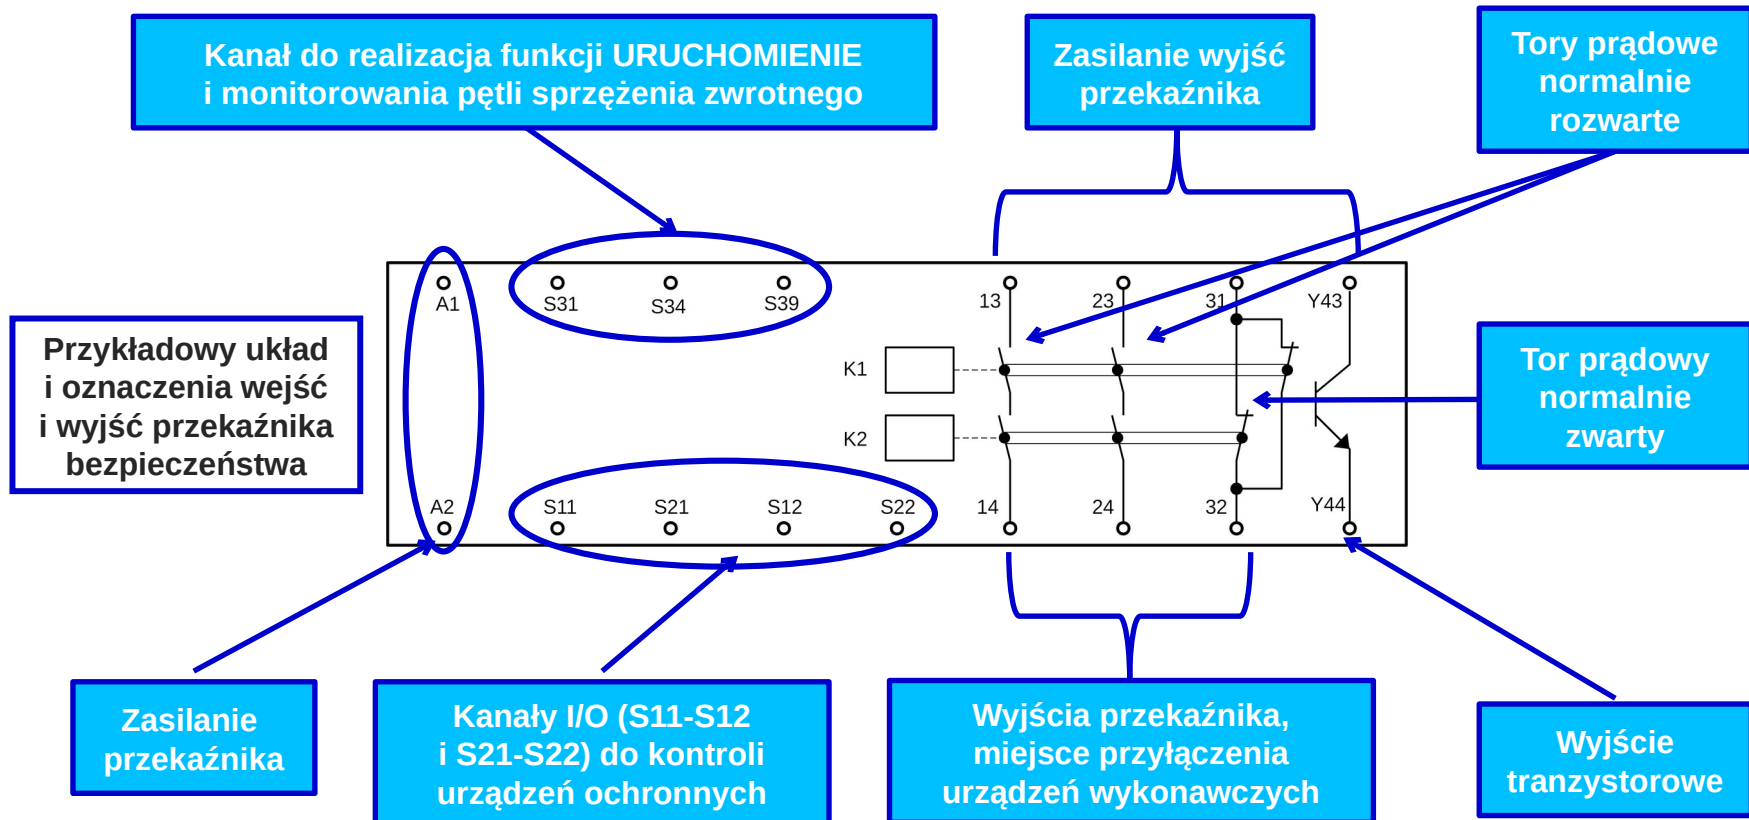 Kanał do realizacja funkcji URUCHOMIENIE
i monitorowania pętli sprzężenia zwrotnego
Zasilanie wyjść
przekaźnika
Tory prądowe
normalnie
rozwarte
A1
S31
S34
S39
13
23
31
Y43
Przykładowy układ
i oznaczenia wejść
i wyjść przekaźnika
bezpieczeństwa
K1
K2
Tor prądowy
normalnie
zwarty
A2
S11
S21
S12
S22
14
24
32
Y44
Zasilanie
przekaźnika
Kanały I/O (S11-S12
i S21-S22) do kontroli
urządzeń ochronnych
Wyjścia przekaźnika,
miejsce przyłączenia
urządzeń wykonawczych
Wyjście
tranzystorowe